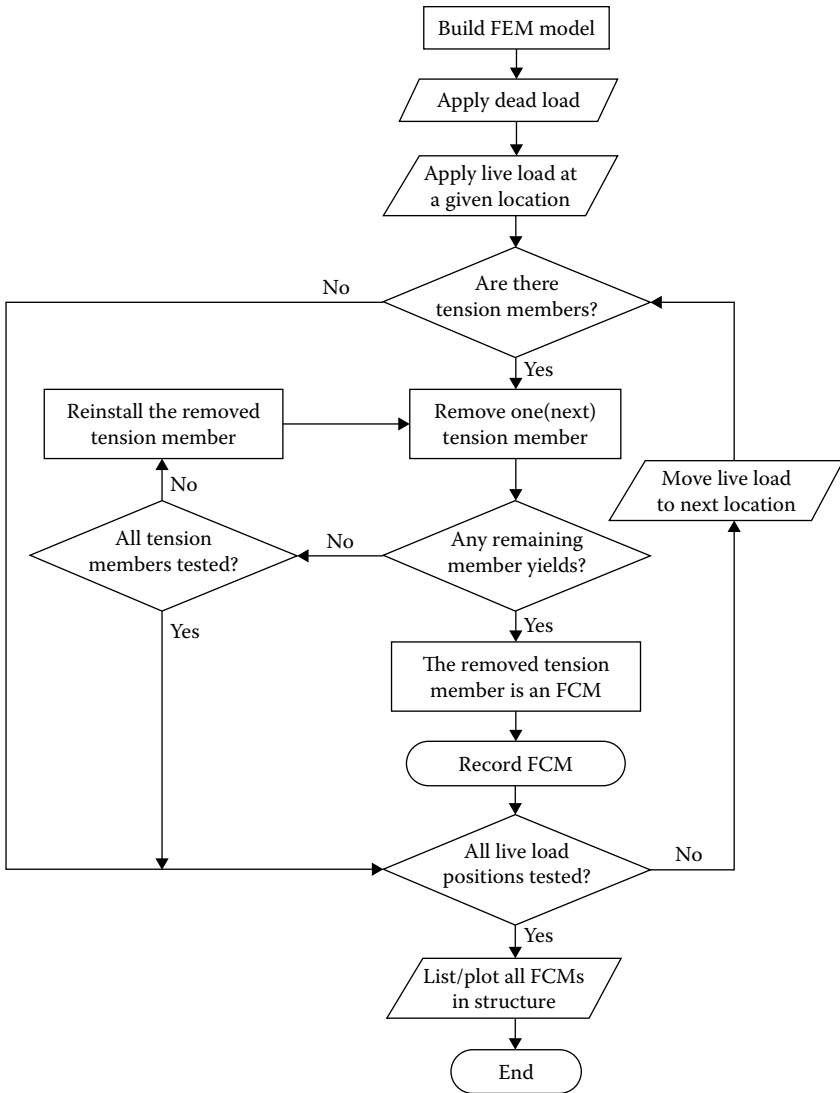 Build FEM model
Apply dead load
Apply live load at
a given location
Are there
tension members?
No
Yes
Reinstall the removed
tension member
Remove one(next)
tension member
Move live load
to next location
No
All tension
members tested?
No
Any remaining
member yields?
Yes
Yes
The removed tension
member is an FCM
Record FCM
All live load
positions tested?
No
Yes
List/plot all FCMs
in structure
End